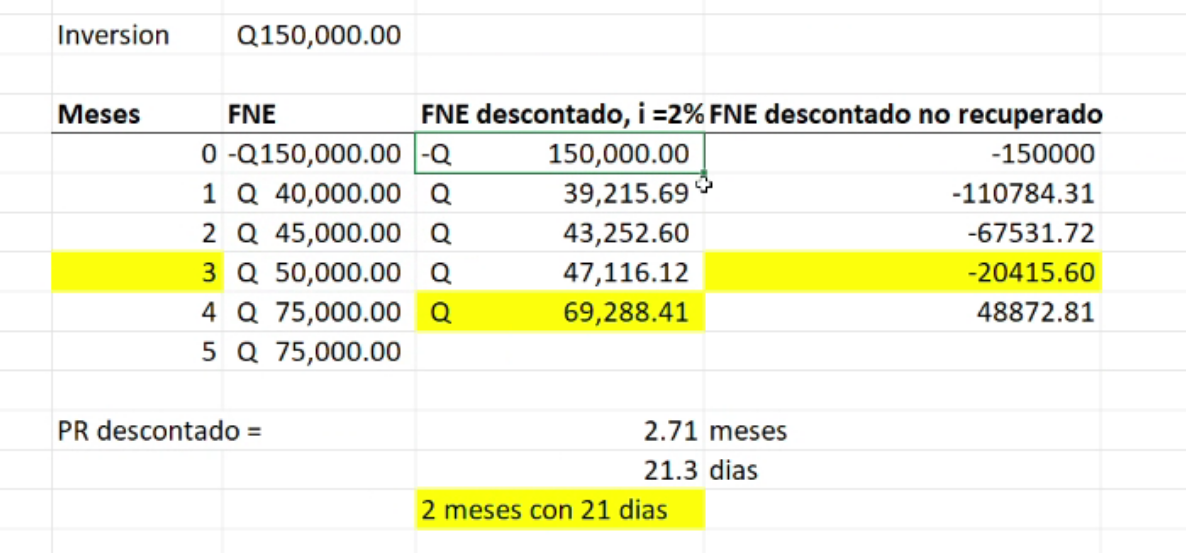 Inversion Q150,000.00
Meses FNE FNE descontado, i =2% FNE descontado no recuperado
0 -Q150,000.00 -Q 150,000.00 -150000
1 Q 40,000.00 Q 39,215.69 -110784.31
2 Q 45,000.00 Q 43,252.60 -67531.72
3 Q 50,000.00 Q 47,116.12 -20415.60
4 Q 75,000.00 Q 69,288.41 48872.81
5 Q 75,000.00
PR descontado = 2.71 meses
21.3 dias
2 meses con 21 dias